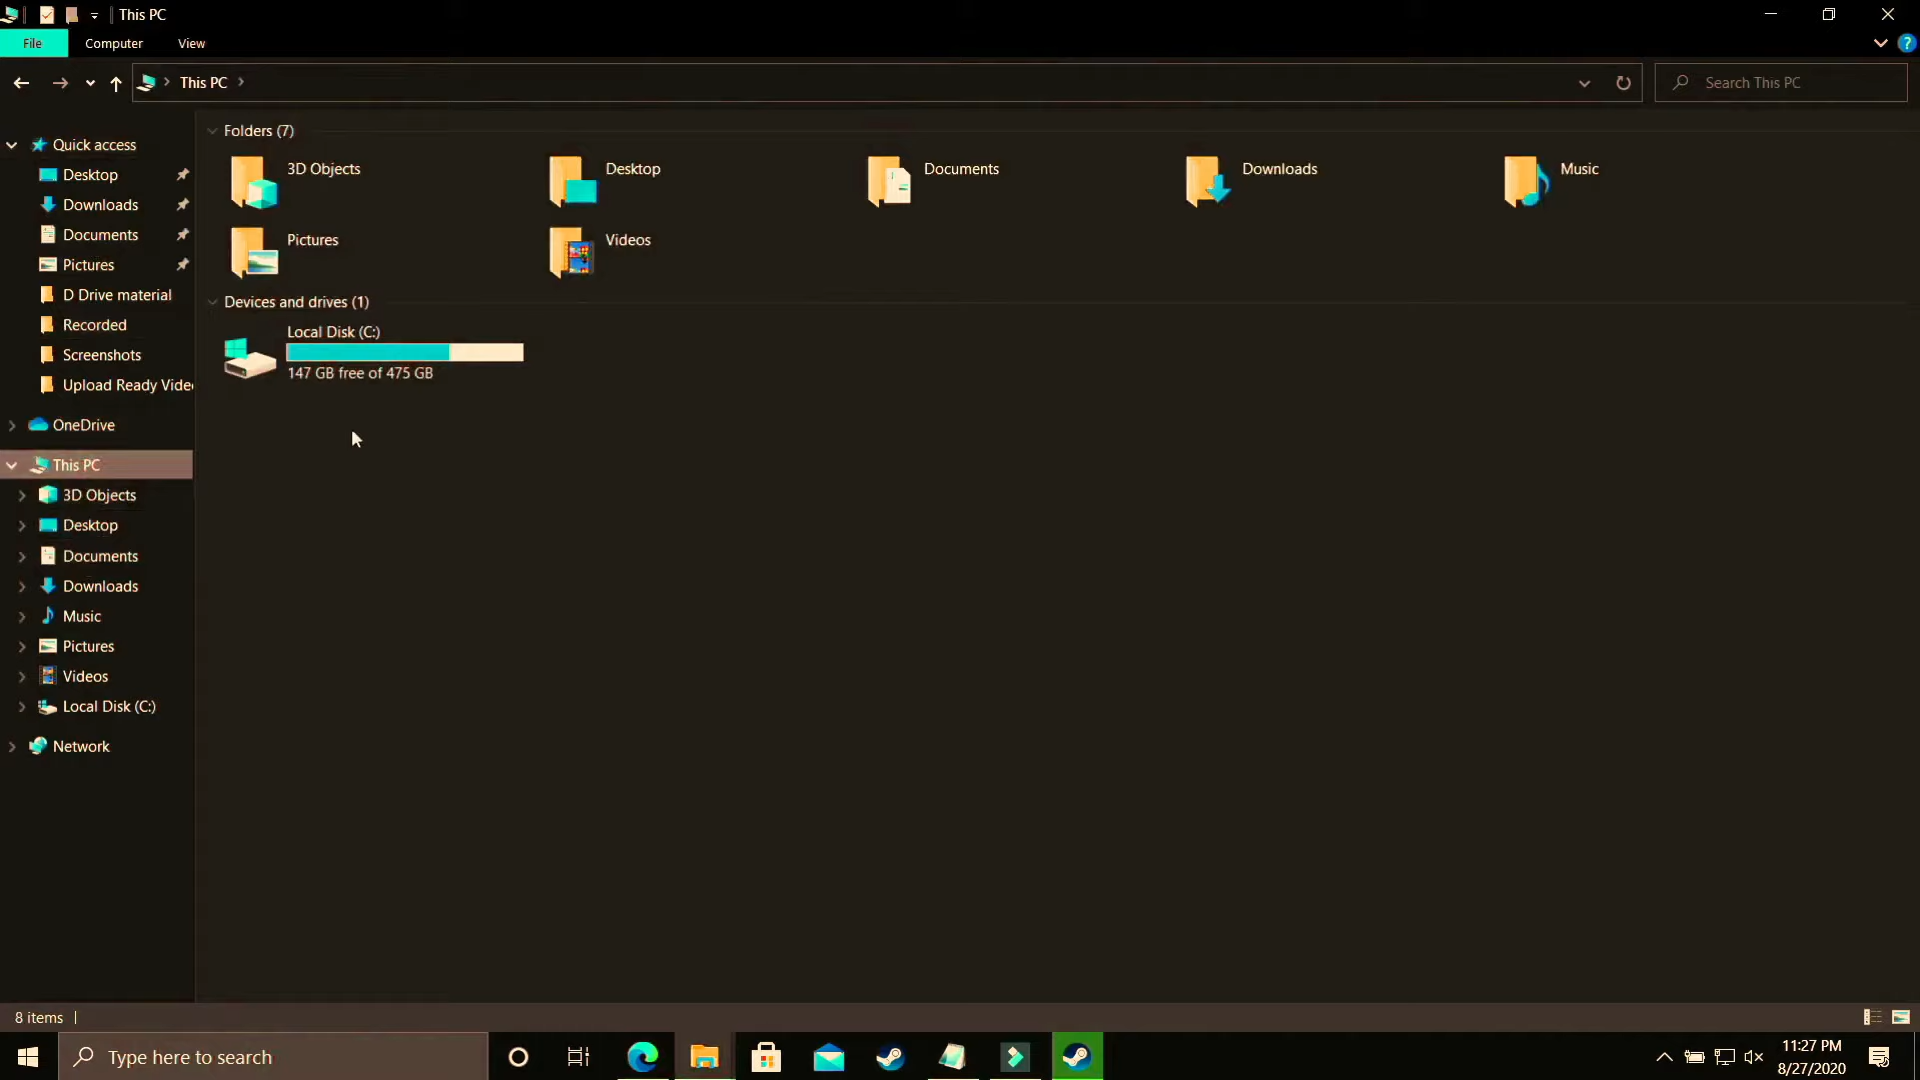 This PC
File
Computer
View
?
This PC
Search This PC
Quick access
Desktop
Downloads
Documents
Pictures
D Drive material
Recorded
Screenshots
Upload Ready Vide
OneDrive
This PC
3D Objects
Desktop
Documents
Downloads
Music
Pictures
Videos
Local Disk (C:)
Network
Folders (7)
3D Objects
Desktop
Documents
Downloads
Music
Pictures
Videos
Devices and drives (1)
Local Disk (C:)
147 GB free of 475 GB
8 items
Type here to search
11:27 PM
8/27/2020